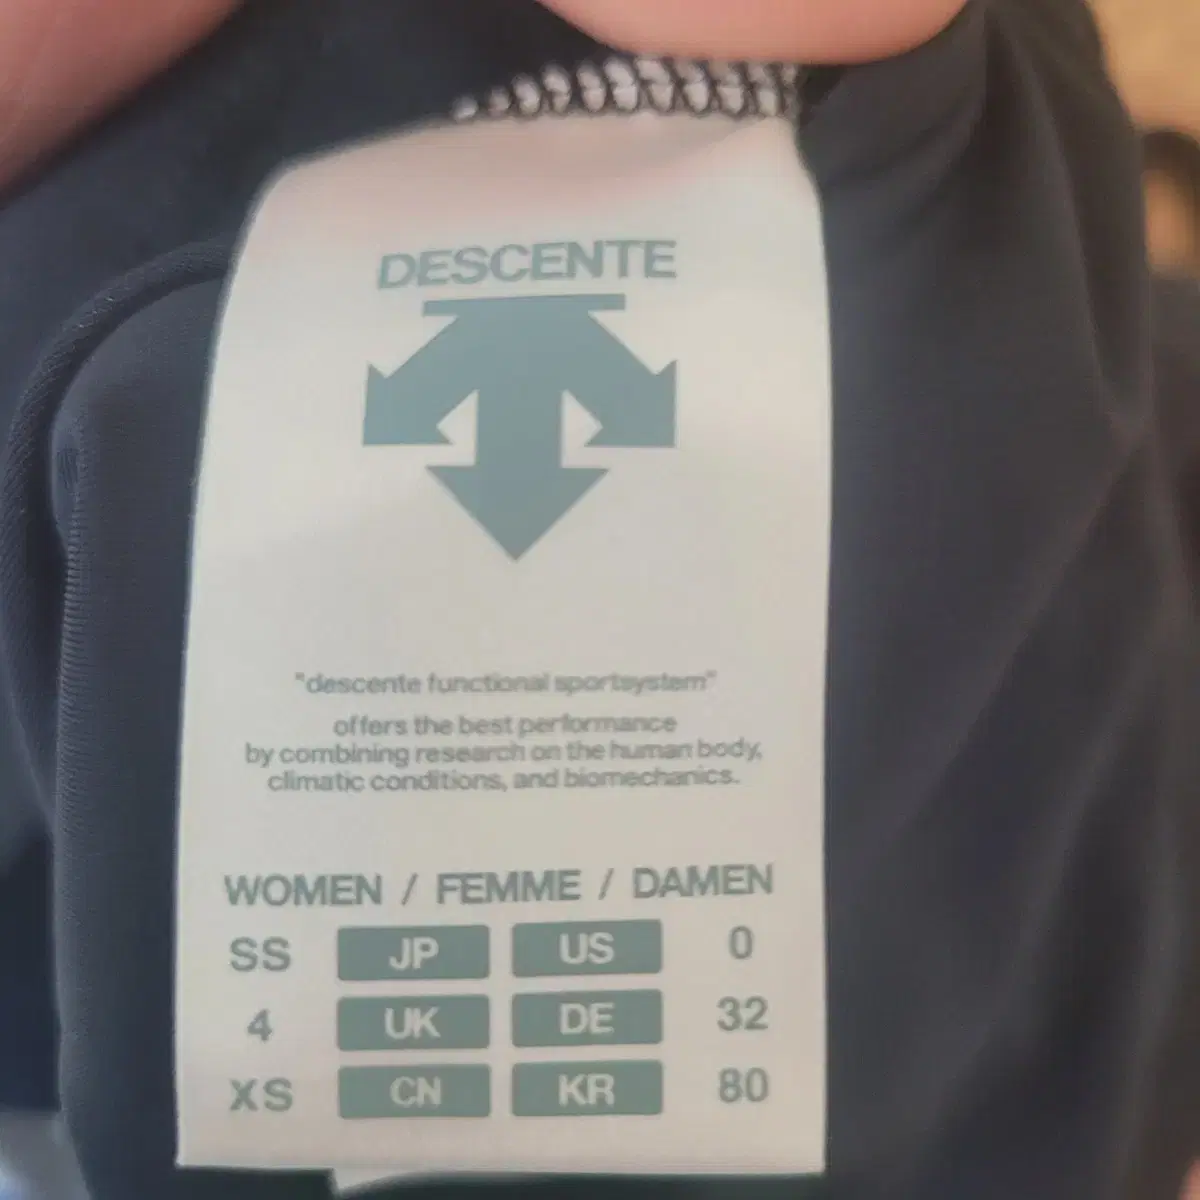 DESCENTE
"descente functional sportsystem"
offers the best performance
by combining research on the human body,
climatic conditions, and biomechanics.
WOMEN / FEMME / DAMEN
SS JP US 0
4 UK DE 32
XS CN KR 80